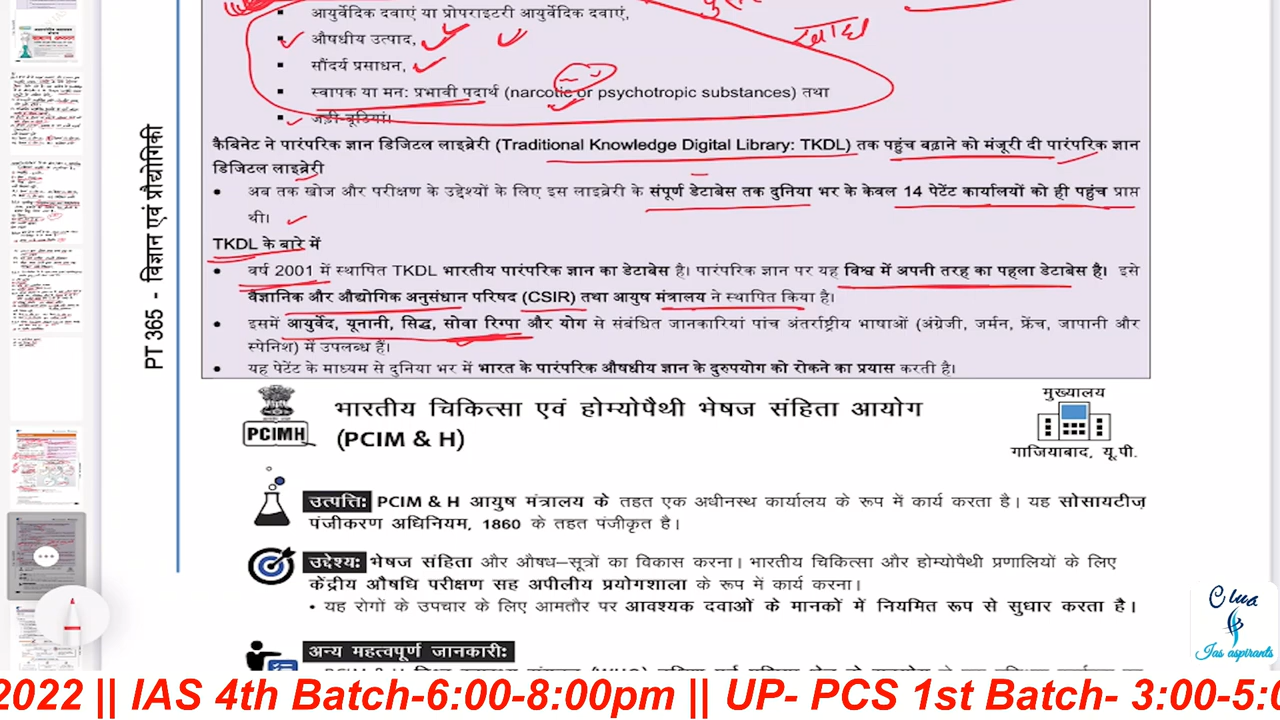 आयुर्वेदिक दवाएं या प्रोपराइटरी आयुर्वेदिक दवाएं,
औषधीय उत्पाद,
सौंदर्य प्रसाधन,
स्वापक या मन: प्रभावी पदार्थ (narcotic or psychotropic substances) तथा
जड़ी-बूटियां।
कैबिनेट ने पारंपरिक ज्ञान डिजिटल लाइब्रेरी (Traditional Knowledge Digital Library: TKDL) तक पहुंच बढ़ाने को मंजूरी दी पारंपरिक ज्ञान
डिजिटल लाइब्रेरी
अब तक खोज और परीक्षण के उद्देश्यों के लिए इस लाइब्रेरी के संपूर्ण डेटाबेस तक दुनिया भर के केवल 14 पेटेंट कार्यालयों को ही पहुंच प्राप्त
थी।
TKDL के बारे में
वर्ष 2001 में स्थापित TKDL भारतीय पारंपरिक ज्ञान का डेटाबेस है। पारंपरिक ज्ञान पर यह विश्व में अपनी तरह का पहला डेटाबेस है। इसे
वैज्ञानिक और औद्योगिक अनुसंधान परिषद (CSIR) तथा आयुष मंत्रालय ने स्थापित किया है।
इसमें आयुर्वेद, यूनानी, सिद्ध, सोवा रिग्पा और योग से संबंधित जानकारियां पांच अंतर्राष्ट्रीय भाषाओं (अंग्रेजी, जर्मन, फ्रेंच, जापानी और
स्पेनिश) में उपलब्ध हैं।
यह पेटेंट के माध्यम से दुनिया भर में भारत के पारंपरिक औषधीय ज्ञान के दुरुपयोग को रोकने का प्रयास करती है।
PT 365 - विज्ञान एवं प्रौद्योगिकी
PCIMH
भारतीय चिकित्सा एवं होम्योपैथी भेषज संहिता आयोग
(PCIM & H)
मुख्यालय
गाजियाबाद, यू.पी.
उत्पत्ति: PCIM & H आयुष मंत्रालय के तहत एक अधीनस्थ कार्यालय के रूप में कार्य करता है। यह सोसायटीज़
पंजीकरण अधिनियम, 1860 के तहत पंजीकृत है।
उद्देश्य: भेषज संहिता और औषध–सूत्रों का विकास करना। भारतीय चिकित्सा और होम्योपैथी प्रणालियों के लिए
केंद्रीय औषधि परीक्षण सह अपीलीय प्रयोगशाला के रूप में कार्य करना।
• यह रोगों के उपचार के लिए आमतौर पर आवश्यक दवाओं के मानकों में नियमित रूप से सुधार करता है।
अन्य महत्वपूर्ण जानकारी:
Ias aspirants
2022 || IAS 4th Batch-6:00-8:00pm || UP- PCS 1st Batch- 3:00-5:0